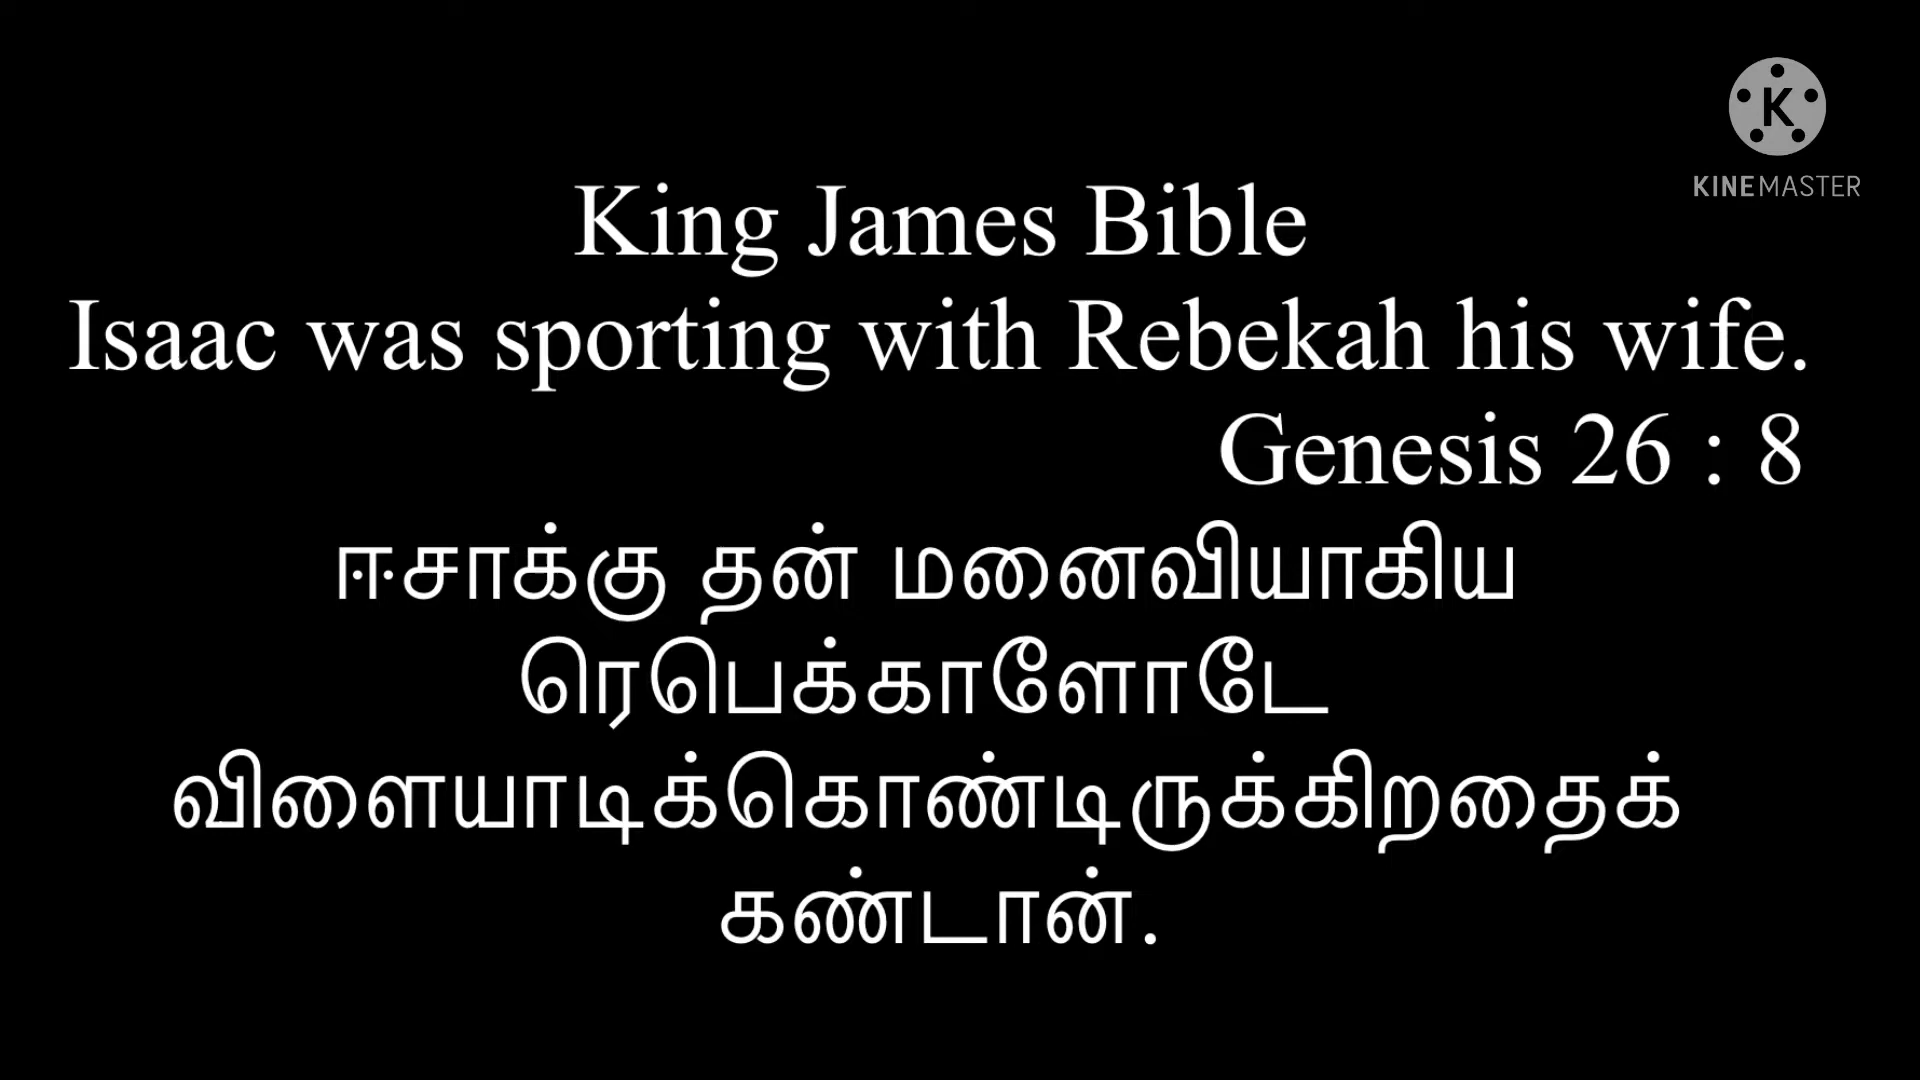 K
KINEMASTER
King James Bible
Isaac was sporting with Rebekah his wife.
Genesis 26 : 8
ஈசாக்கு தன் மனைவியாகிய
ரெபெக்காளோடே
விளையாடிக்கொண்டிருக்கிறதைக்
கண்டான்.